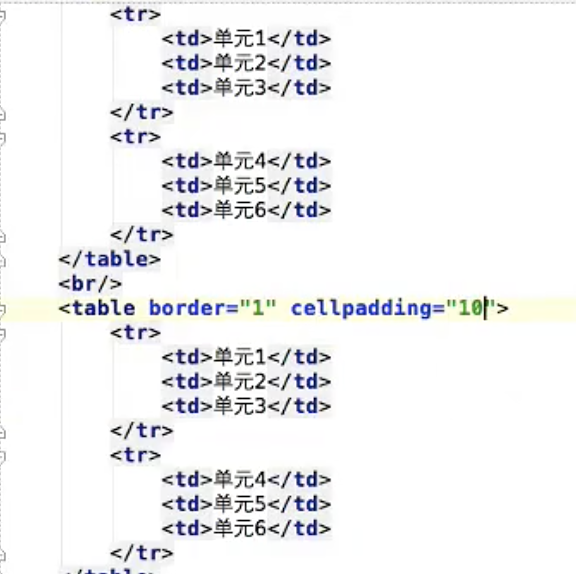 <tr>
<td>单元1</td>
<td>单元2</td>
<td>单元3</td>
</tr>
<tr>
<td>单元4</td>
<td>单元5</td>
<td>单元6</td>
</tr>
</table>
<br/>
<table border="1" cellpadding="10">
<tr>
<td>单元1</td>
<td>单元2</td>
<td>单元3</td>
</tr>
<tr>
<td>单元4</td>
<td>单元5</td>
<td>单元6</td>
</tr>
</table>